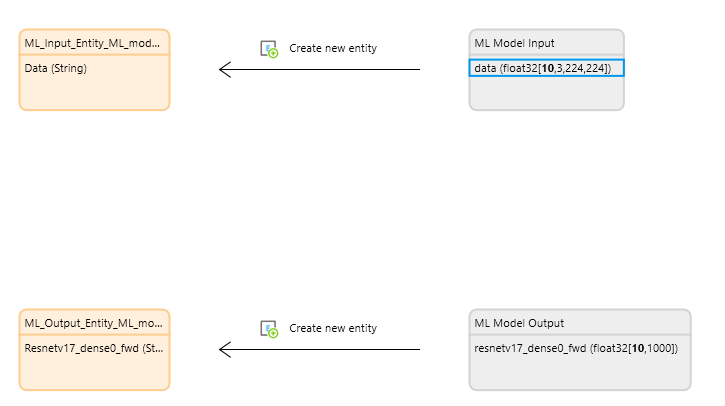 ML_Input_Entity_ML_mod...
Create new entity
ML Model Input
Data (String)
data (float32[10,3,224,224])
ML_Output_Entity_ML_mo...
Create new entity
ML Model Output
Resnetv17_dense0_fwd (St...
resnetv17_dense0_fwd (float32[10,1000])